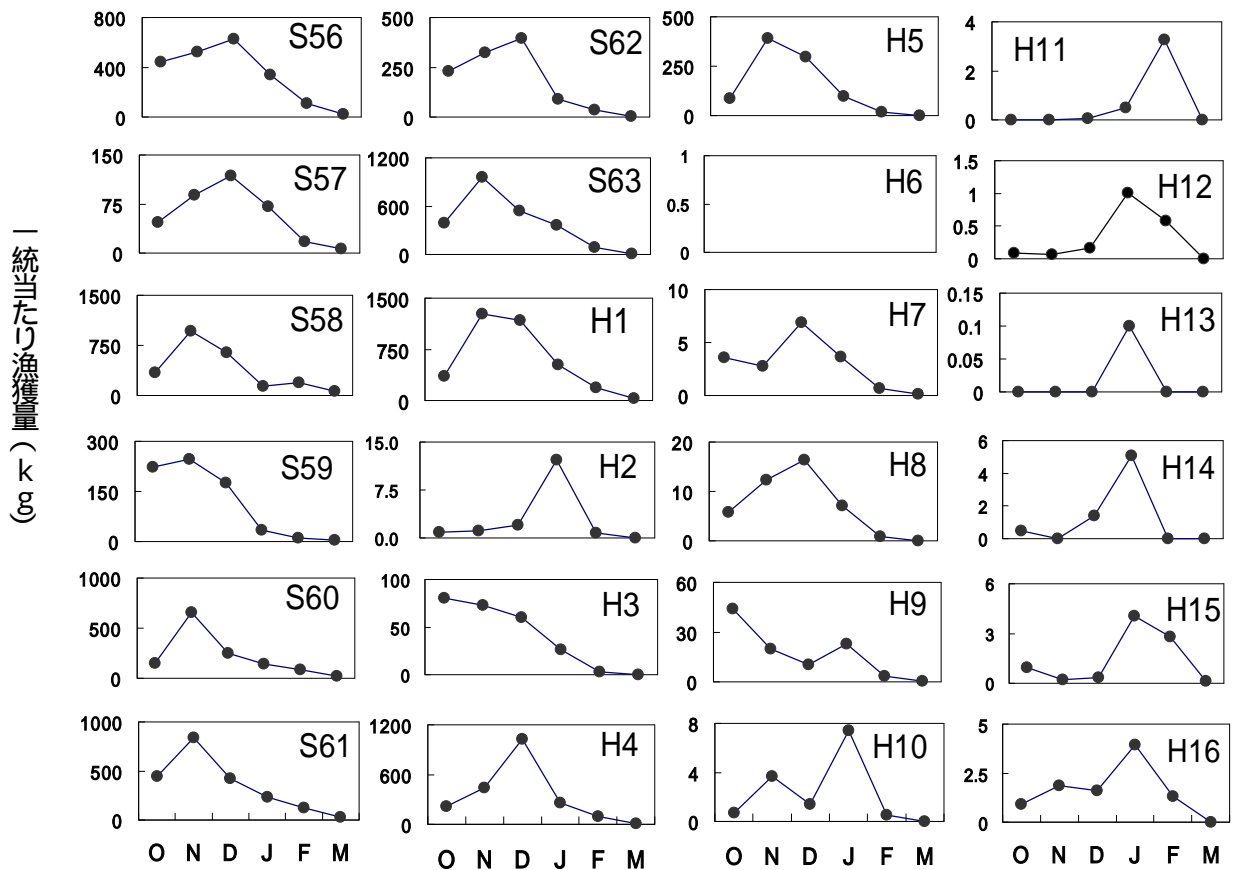 一統当たり漁獲量(kg)
800
400
0
S56
500
250
0
S62
500
250
0
H5
4
2
0
H11
150
75
0
S57
1200
600
0
S63
1
0.5
0
H6
1.5
1
0.5
0
H12
1500
750
0
S58
1500
750
0
H1
10
5
0
H7
0.15
0.1
0.05
0
H13
300
150
0
S59
15.0
7.5
0.0
H2
20
10
0
H8
6
4
2
0
H14
1000
500
0
S60
100
50
0
H3
60
30
0
H9
6
3
0
H15
1000
500
0
S61
1200
600
0
H4
8
4
0
H10
5
2.5
0
H16
O N D J F M
O N D J F M
O N D J F M
O N D J F M